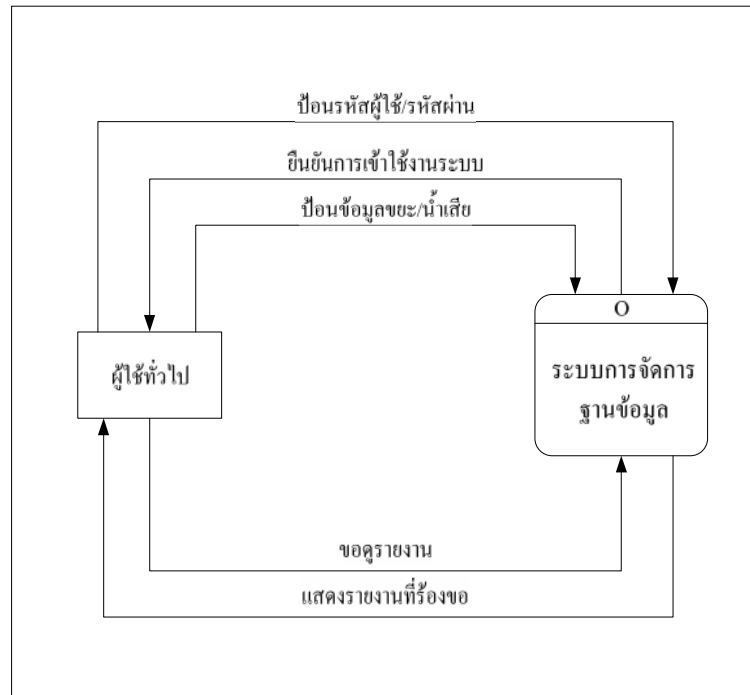 ป้อนรหัสผู้ใช้/รหัสผ่าน
ยืนยันการเข้าใช้งานระบบ
ป้อนข้อมูลขยะ/น้ำเสีย
O
ผู้ใช้ทั่วไป
ระบบการจัดการ
ฐานข้อมูล
ขอดูรายงาน
แสดงรายงานที่ร้องขอ